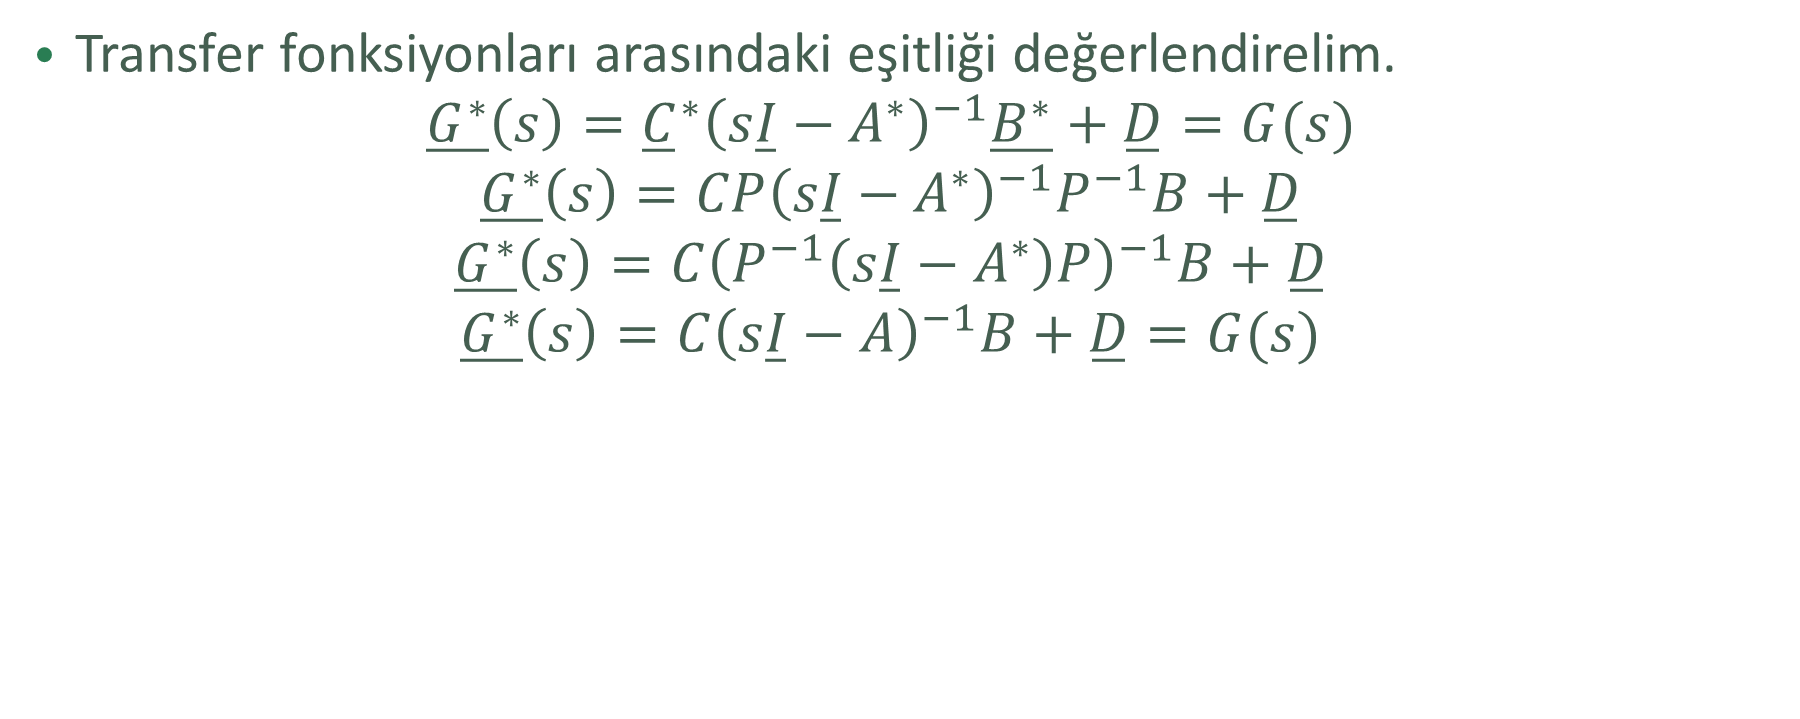 • Transfer fonksiyonları arasındaki eşitliği değerlendirelim.
G*(s) = C*(sI − A*)⁻¹B* + D = G(s)
G*(s) = CP(sI − A*)⁻¹P⁻¹B + D
G*(s) = C(P⁻¹(sI − A*)P)⁻¹B + D
G*(s) = C(sI − A)⁻¹B + D = G(s)